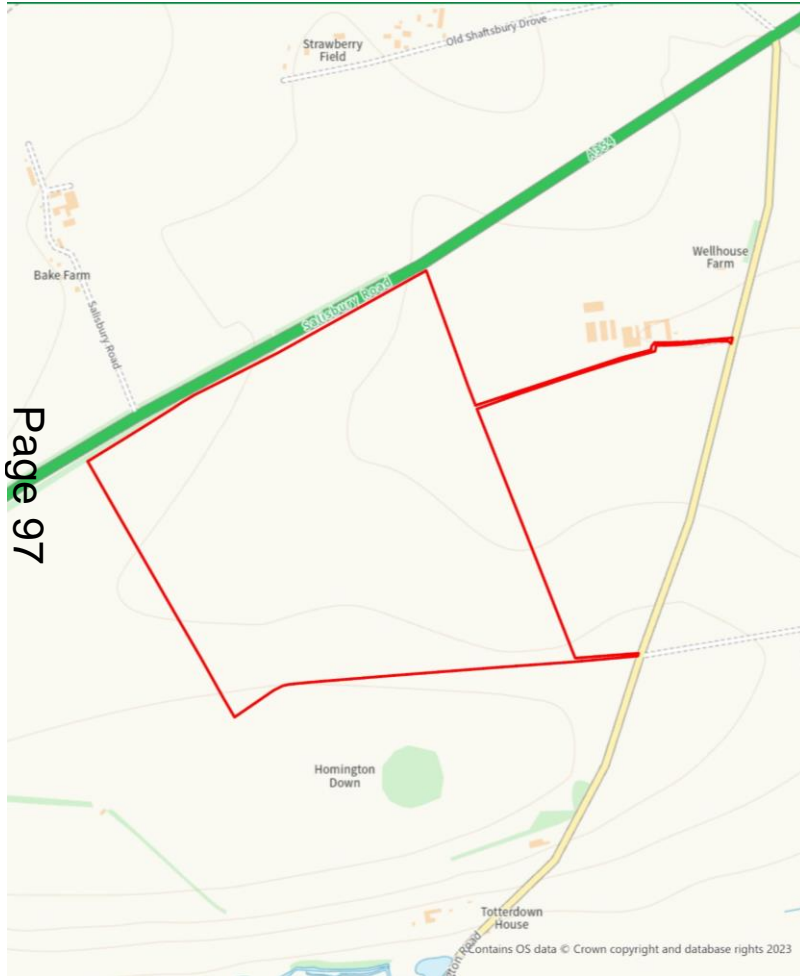 Strawberry
Field
Old Shaftsbury Drove
A354
Wellhouse
Farm
Bake Farm
Salisbury Road
Salisbury Road
Page 97
Homington
Down
Totterdown
House
Contains OS data © Crown copyright and database rights 2023